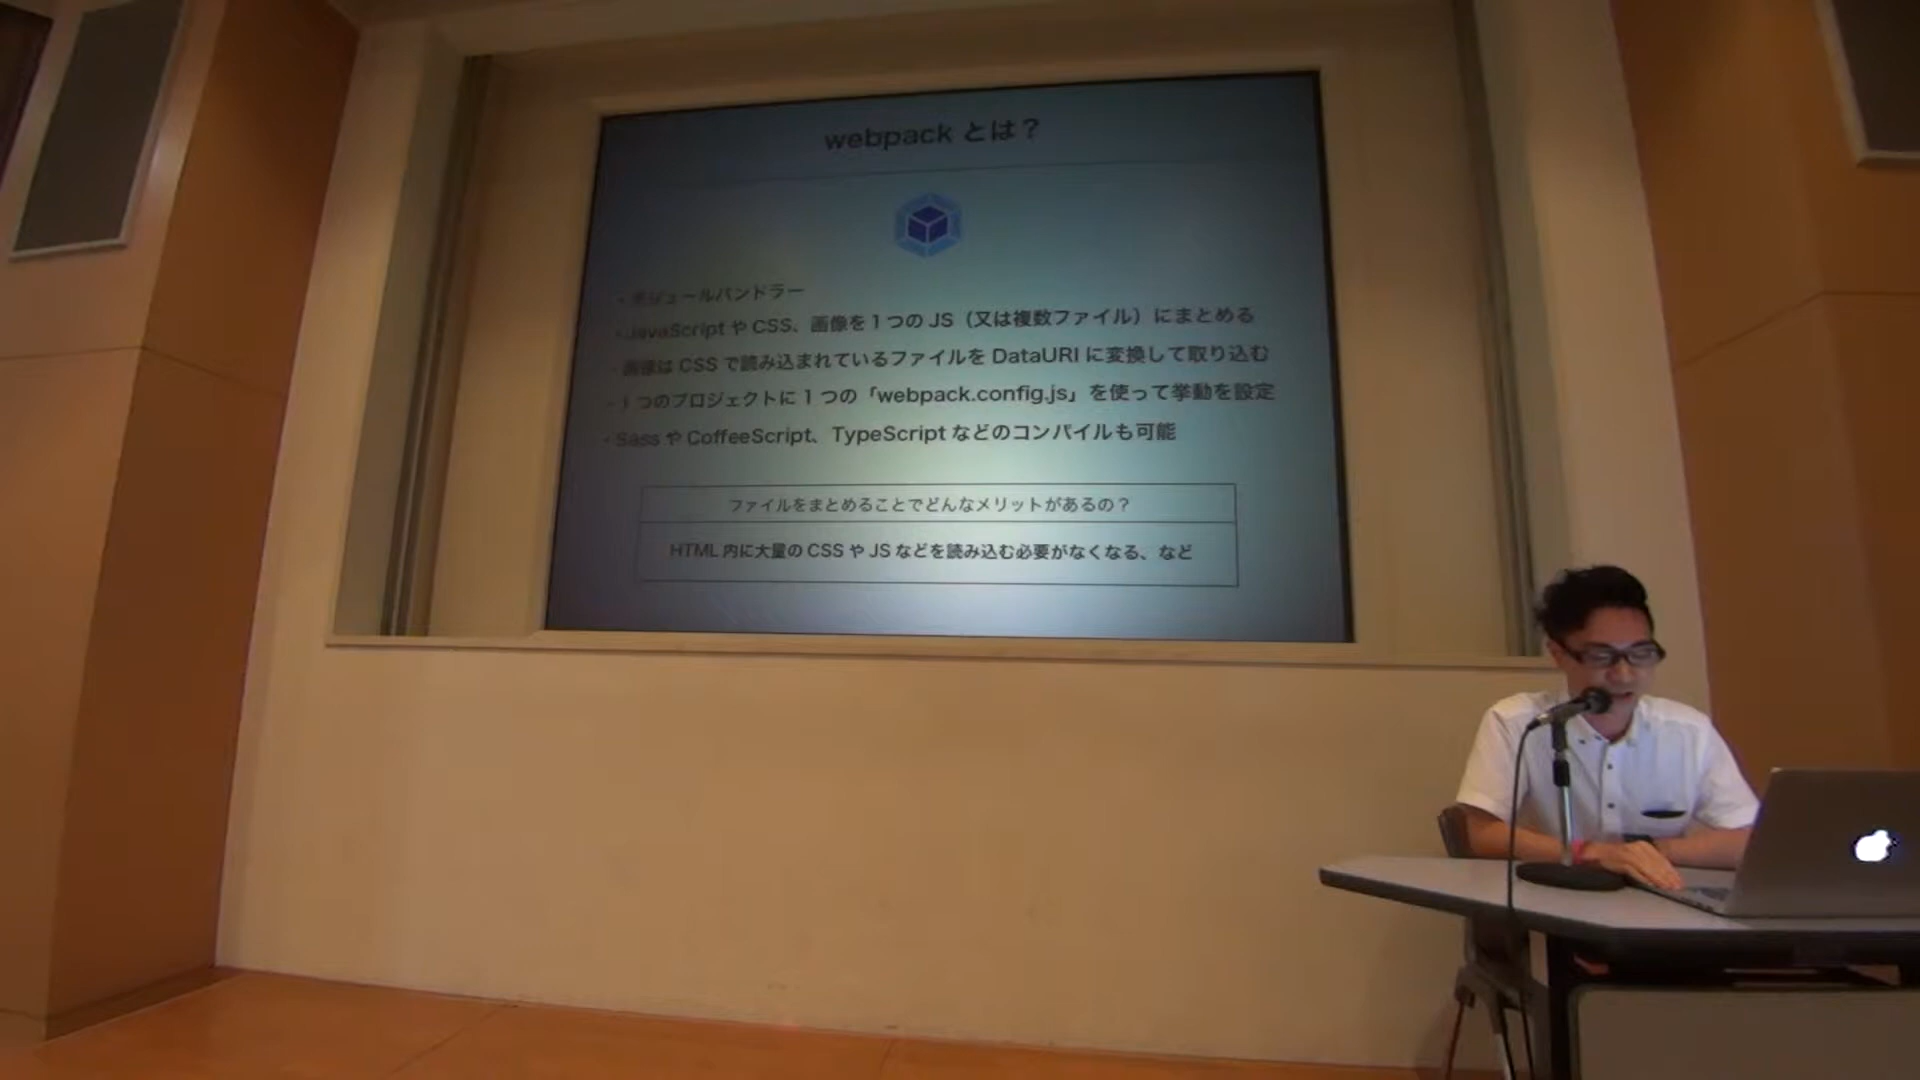 webpack とは？
・モジュールバンドラー
・JavaScript や CSS、画像を１つの JS（又は複数ファイル）にまとめる
・画像は CSS で読み込まれているファイルを DataURI に変換して取り込む
・１つのプロジェクトに１つの「webpack.config.js」を使って挙動を設定
・Sass や CoffeeScript、TypeScript などのコンパイルも可能
ファイルをまとめることでどんなメリットがあるの？
HTML 内に大量の CSS や JS などを読み込む必要がなくなる、など